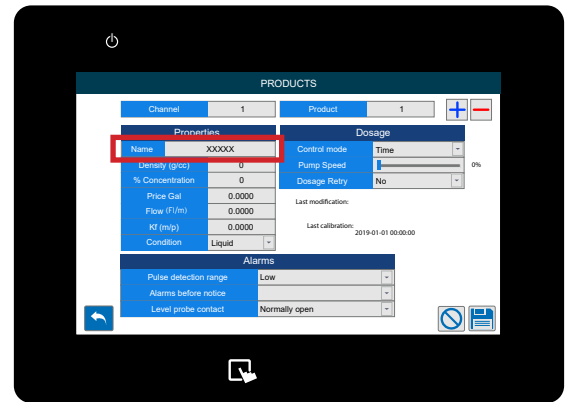 PRODUCTS
Channel 1 Product 1
Properties
Name XXXXX
Density (g/cc) 0
% Concentration 0
Price Gal 0.0000
Flow (Fl/m) 0.0000
Kf (m/p) 0.0000
Condition Liquid
Dosage
Control mode Time
Pump Speed 0%
Dosage Retry No
Last modification:
Last calibration:
2019-01-01 00:00:00
Alarms
Pulse detection range Low
Alarms before notice
Level probe contact Normally open